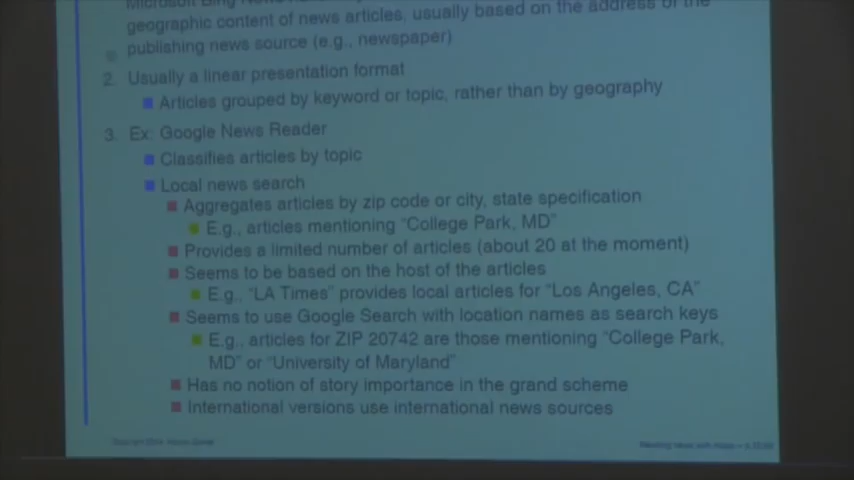 geographic content of news articles, usually based on the address of the
publishing news source (e.g., newspaper)
2. Usually a linear presentation format
Articles grouped by keyword or topic, rather than by geography
3. Ex: Google News Reader
Classifies articles by topic
Local news search
Aggregates articles by zip code or city, state specification
E.g., articles mentioning “College Park, MD”
Provides a limited number of articles (about 20 at the moment)
Seems to be based on the host of the articles
E.g., “LA Times” provides local articles for “Los Angeles, CA”
Seems to use Google Search with location names as search keys
E.g., articles for ZIP 20742 are those mentioning “College Park,
MD” or “University of Maryland”
Has no notion of story importance in the grand scheme
International versions use international news sources